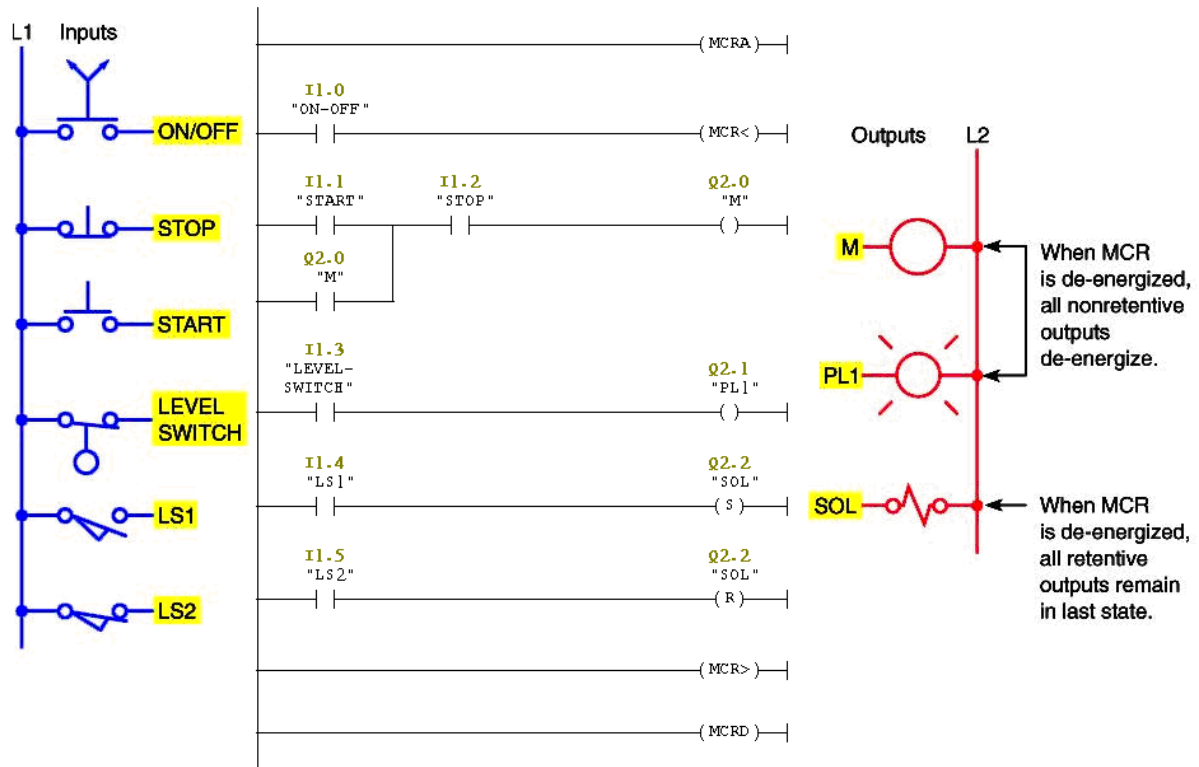 L1 Inputs
ON/OFF
STOP
START
LEVEL
SWITCH
LS1
LS2
(MCRA)
I1.0
"ON-OFF"
(MCR<)
I1.1
"START"
I1.2
"STOP"
Q2.0
"M"
( )
Q2.0
"M"
I1.3
"LEVEL-
SWITCH"
Q2.1
"PL1"
( )
I1.4
"LS1"
Q2.2
"SOL"
(S)
I1.5
"LS2"
Q2.2
"SOL"
(R)
(MCR>)
(MCRD)
Outputs L2
M
PL1
SOL
When MCR
is de-energized,
all nonretentive
outputs
de-energize.
When MCR
is de-energized,
all retentive
outputs remain
in last state.